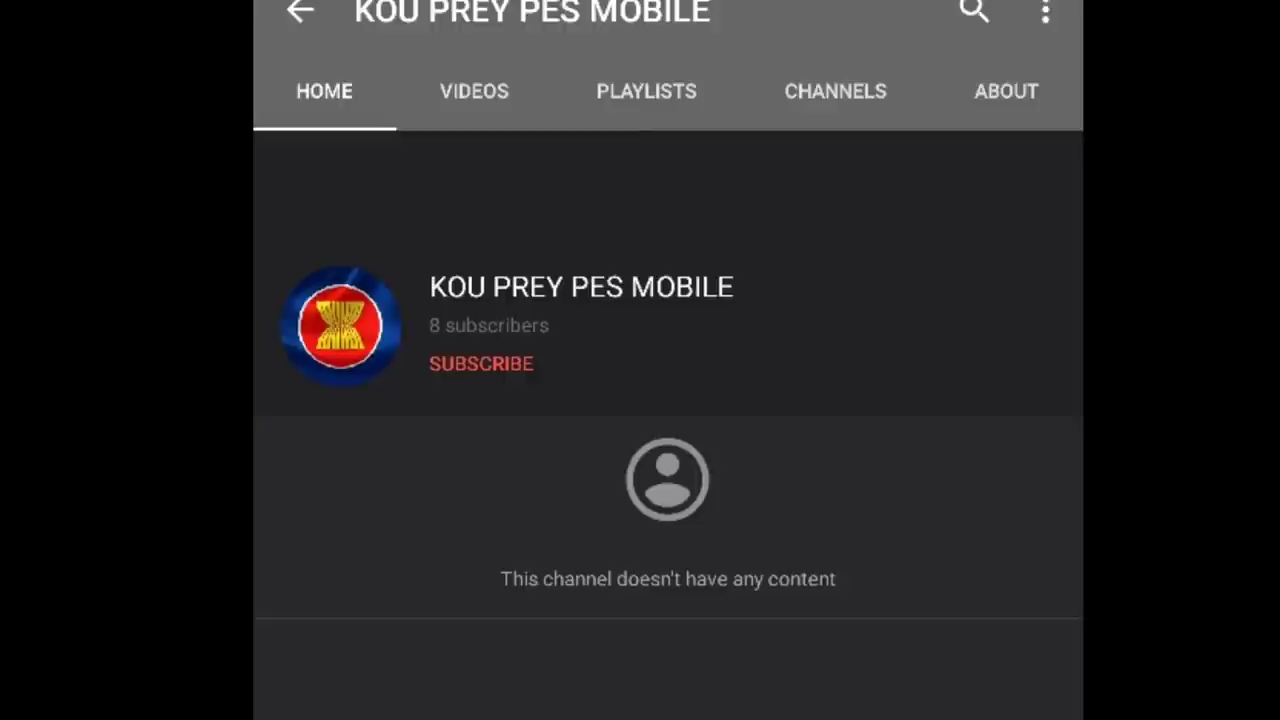 KOU PREY PES MOBILE
HOME VIDEOS PLAYLISTS CHANNELS ABOUT
KOU PREY PES MOBILE
8 subscribers
SUBSCRIBE
This channel doesn't have any content